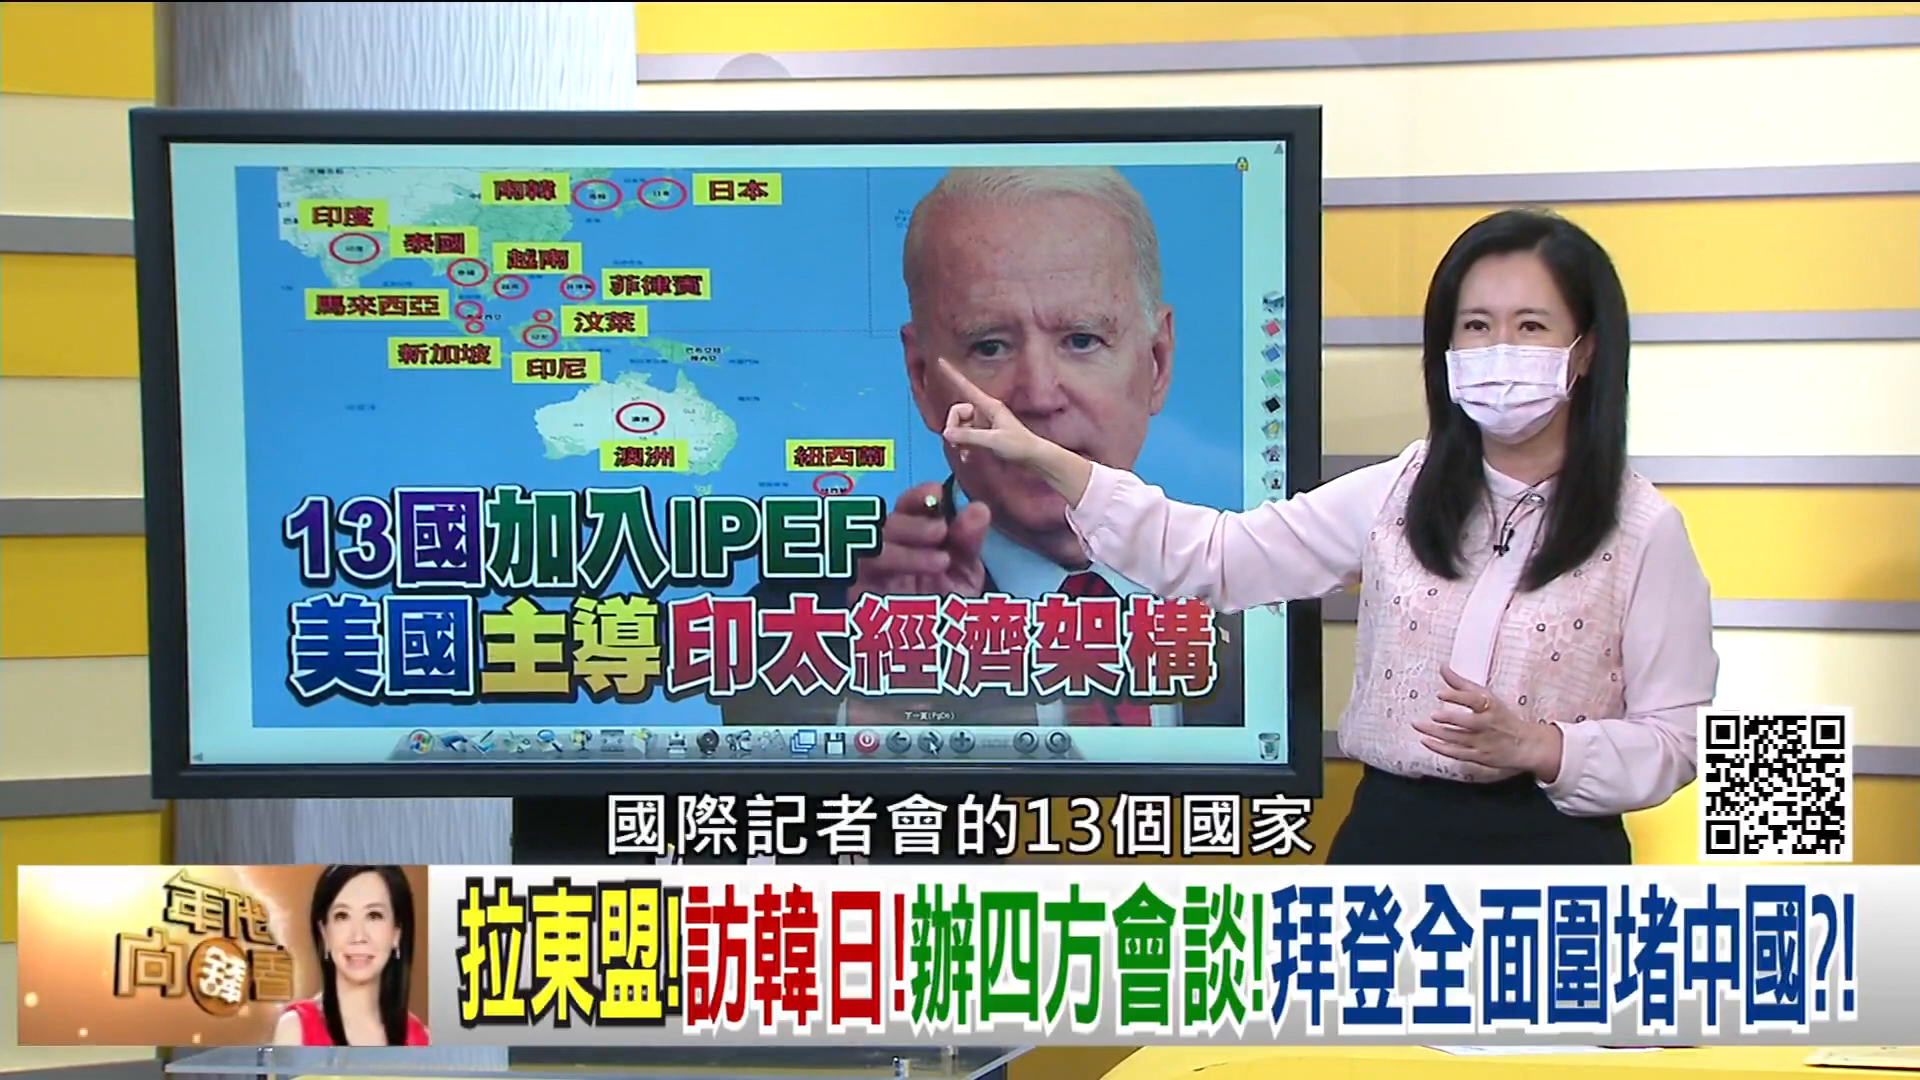 南韓
日本
印度
泰國
越南
菲律賓
馬來西亞
汶萊
新加坡
印尼
澳洲
紐西蘭
13國加入IPEF
美國主導印太經濟架構
下一頁(PgDn)
國際記者會的13個國家
年代向錢看
拉東盟!訪韓日!辦四方會談!拜登全面圍堵中國?!